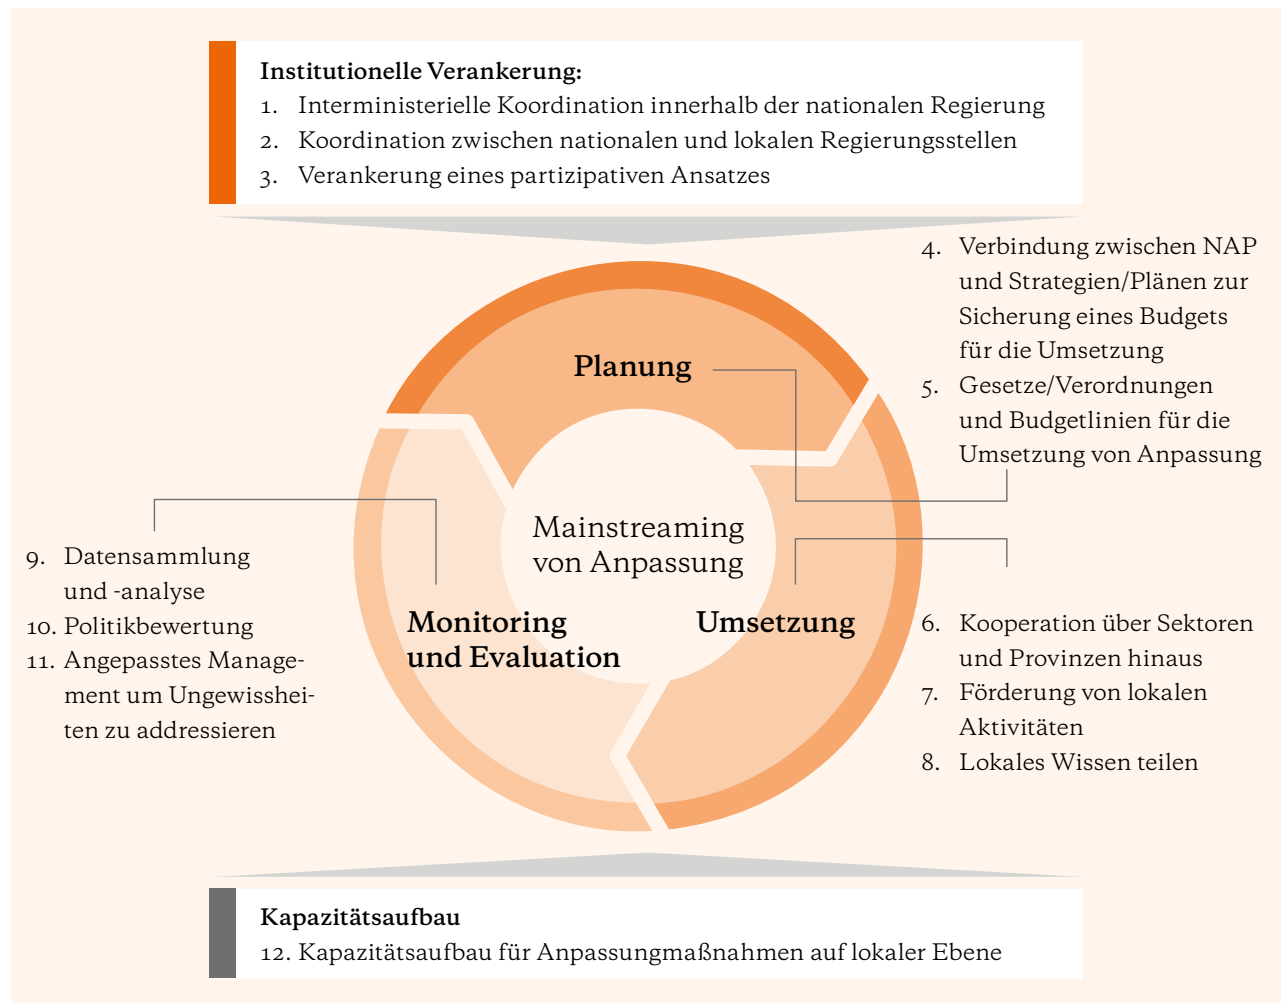 Institutionelle Verankerung:
1. Interministerielle Koordination innerhalb der nationalen Regierung
2. Koordination zwischen nationalen und lokalen Regierungsstellen
3. Verankerung eines partizipativen Ansatzes
4. Verbindung zwischen NAP
und Strategien/Plänen zur
Sicherung eines Budgets
für die Umsetzung
5. Gesetze/Verordnungen
und Budgetlinien für die
Umsetzung von Anpassung
Planung
Mainstreaming
von Anpassung
Umsetzung
Monitoring
und Evaluation
6. Kooperation über Sektoren
und Provinzen hinaus
7. Förderung von lokalen
Aktivitäten
8. Lokales Wissen teilen
9. Datensammlung
und -analyse
10. Politikbewertung
11. Angepasstes Manage-
ment um Ungewisshei-
ten zu addressieren
Kapazitätsaufbau
12. Kapazitätsaufbau für Anpassungmaßnahmen auf lokaler Ebene